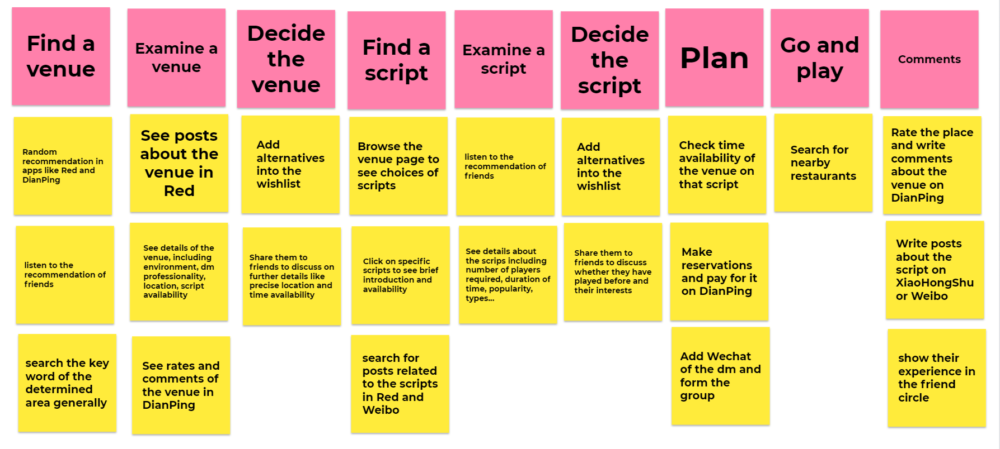 Find a
venue
Examine a
venue
Decide
the
venue
Find a
script
Examine a
script
Decide
the
script
Plan
Go and
play
Comments
Random
recommendation in
apps like Red and
DianPing
See posts
about the
venue in
Red
Add
alternatives
into the
wishlist
Browse the
venue page to
see choices of
scripts
listen to the
recommendation of
friends
Add
alternatives
into the
wishlist
Check time
availability of
the venue on
that script
Search for
nearby
restaurants
Rate the place
and write
comments
about the
venue on
DianPing
listen to the
recommendation of
friends
See details of the
venue, including
environment, dm
professionality,
location, script
availability
Share them to
friends to discuss on
further details like
precise location and
time availability
Click on specific
scripts to see brief
introduction and
availability
See details about
the scrips including
number of players
required, duration of
time, popularity,
types...
Share them to
friends to discuss
whether they have
played before and
their interests
Make
reservations
and pay for it
on DianPing
Write posts
about the
script on
XiaoHongShu
or Weibo
search the key
word of the
determined
area generally
See rates and
comments of
the venue in
DianPing
search for
posts related
to the scripts
in Red and
Weibo
Add Wechat
of the dm and
form the
group
show their
experience in
the friend
circle